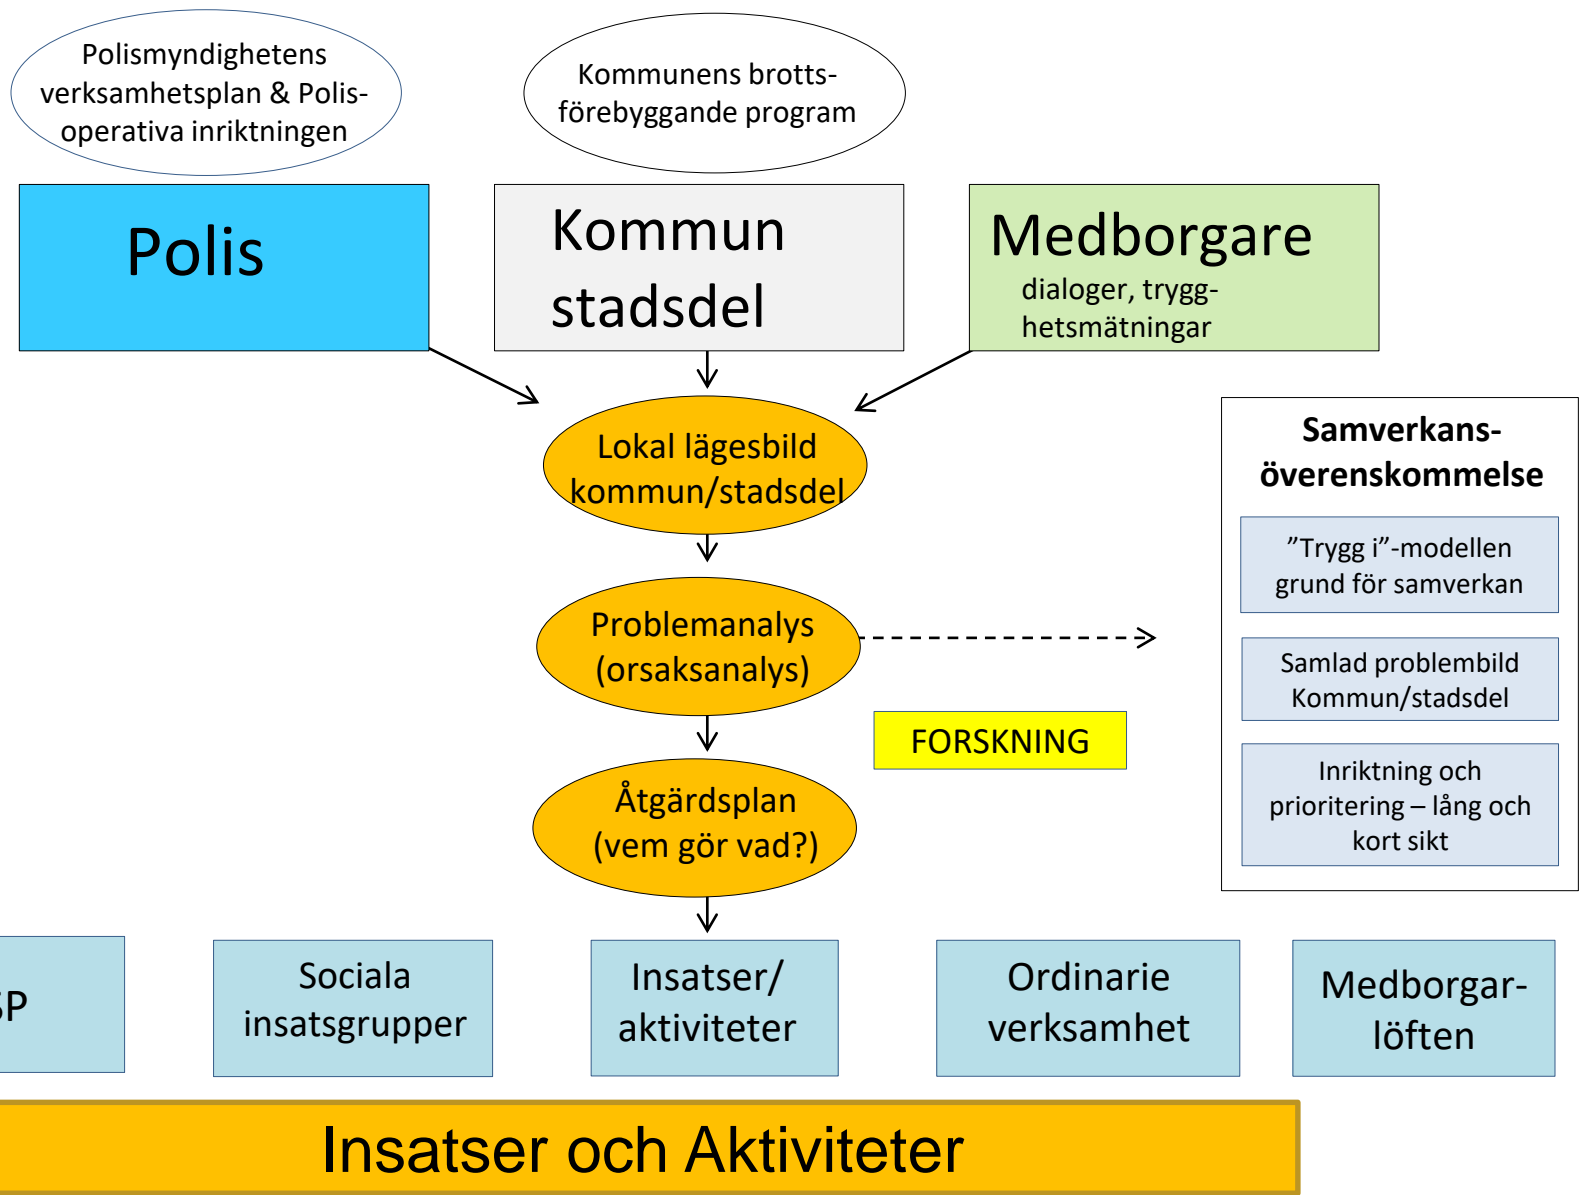 Polismyndighetens
verksamhetsplan & Polis-
operativa inriktningen
Kommunens brotts-
förebyggande program
Polis
Kommun
stadsdel
Medborgare
dialoger, trygg-
hetsmätningar
Lokal lägesbild
kommun/stadsdel
Problemanalys
(orsaksanalys)
FORSKNING
Åtgärdsplan
(vem gör vad?)
Samverkans-
överenskommelse
”Trygg i”-modellen
grund för samverkan
Samlad problembild
Kommun/stadsdel
Inriktning och
prioritering – lång och
kort sikt
Sociala
insatsgrupper
Insatser/
aktiviteter
Ordinarie
verksamhet
Medborgar-
löften
Insatser och Aktiviteter